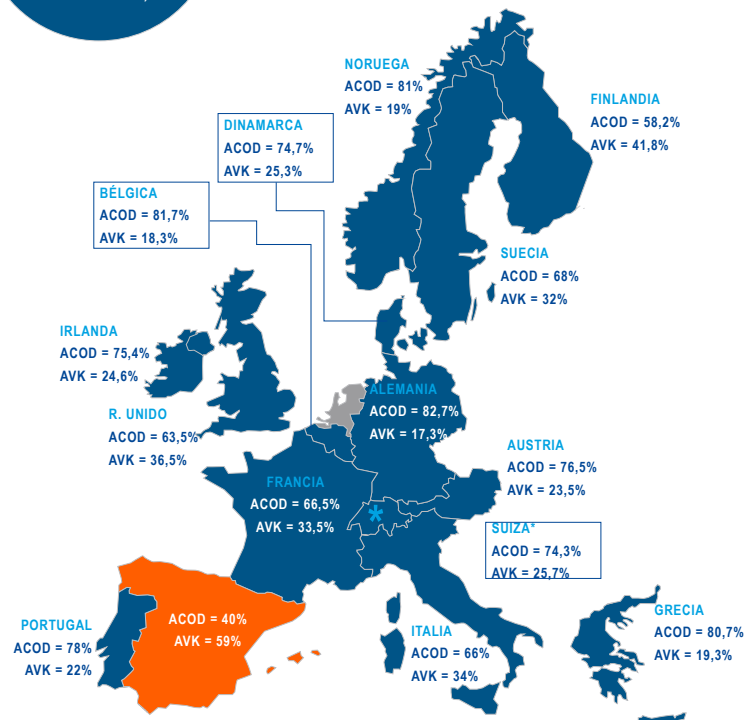 NORUEGA
ACOD = 81%
AVK = 19%
FINLANDIA
ACOD = 58,2%
AVK = 41,8%
DINAMARCA
ACOD = 74,7%
AVK = 25,3%
BÉLGICA
ACOD = 81,7%
AVK = 18,3%
SUECIA
ACOD = 68%
AVK = 32%
IRLANDA
ACOD = 75,4%
AVK = 24,6%
R. UNIDO
ACOD = 63,5%
AVK = 36,5%
ALEMANIA
ACOD = 82,7%
AVK = 17,3%
AUSTRIA
ACOD = 76,5%
AVK = 23,5%
FRANCIA
ACOD = 66,5%
AVK = 33,5%
*
SUIZA*
ACOD = 74,3%
AVK = 25,7%
PORTUGAL
ACOD = 78%
AVK = 22%
ACOD = 40%
AVK = 59%
ITALIA
ACOD = 66%
AVK = 34%
GRECIA
ACOD = 80,7%
AVK = 19,3%